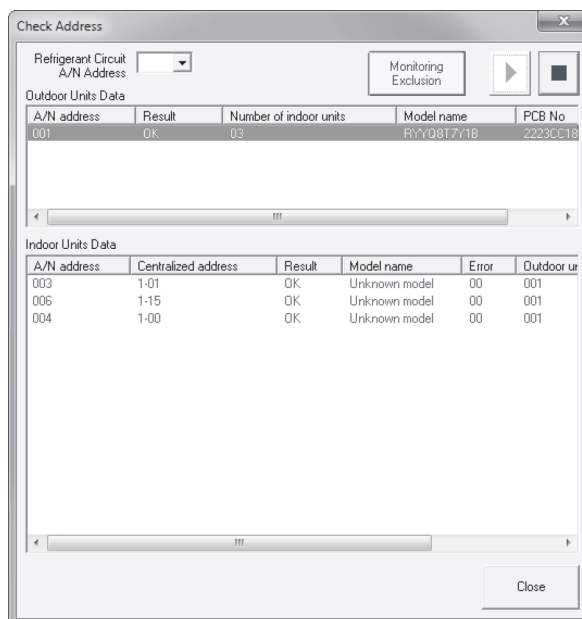 Check Address
Refrigerant Circuit
A/N Address
Monitoring
Exclusion
Outdoor Units Data
A/N address Result Number of indoor units Model name PCB No
001 OK 03 RYYQ8T7Y1B 2223CC18
Indoor Units Data
A/N address Centralized address Result Model name Error Outdoor un
003 1-01 OK Unknown model 00 001
006 1-15 OK Unknown model 00 001
004 1-00 OK Unknown model 00 001
Close